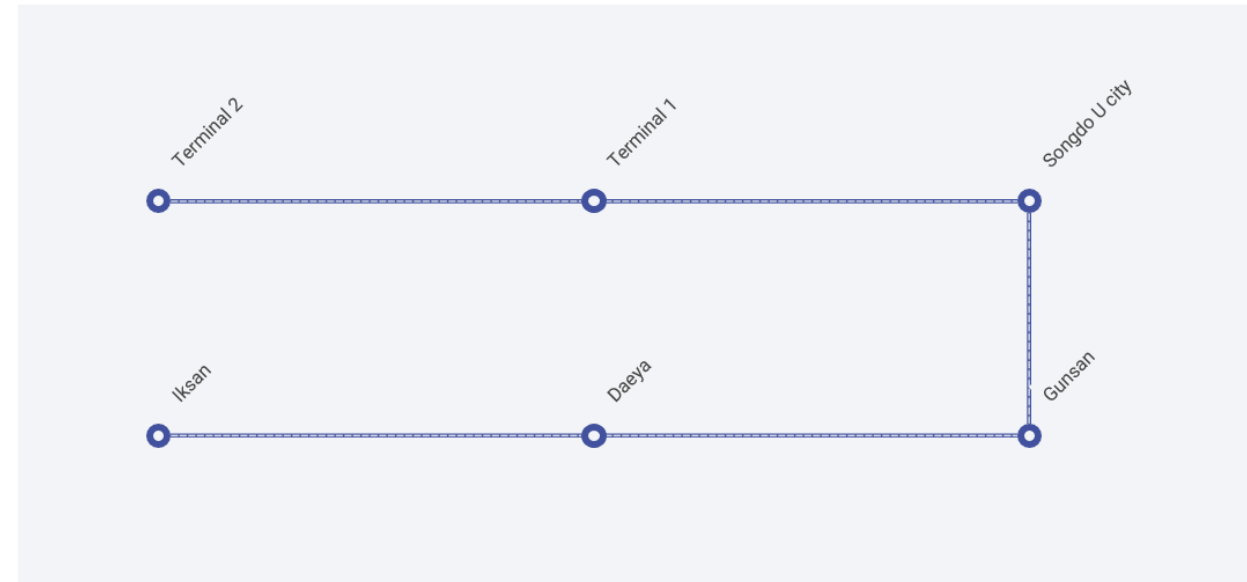 Terminal 2
Terminal 1
Songdo U city
Iksan
Daeya
Gunsan